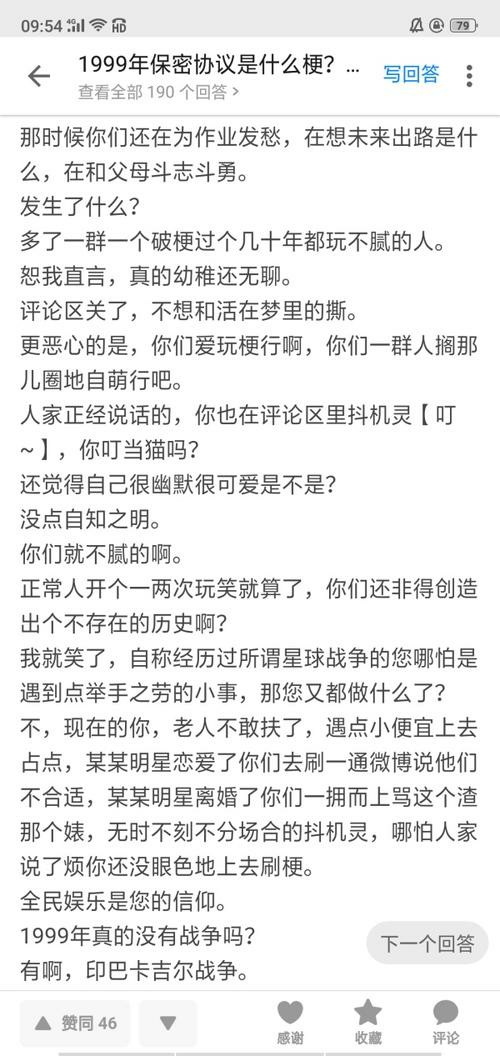 09:54 4G HD 79
1999年保密协议是什么梗？...
写回答
查看全部 190 个回答 >
那时候你们还在为作业发愁，在想未来出路是什
么，在和父母斗志斗勇。
发生了什么？
多了一群一个破梗过个几十年都玩不腻的人。
恕我直言，真的幼稚还无聊。
评论区关了，不想和活在梦里的撕。
更恶心的是，你们爱玩梗行啊，你们一群人搁那
儿圈地自萌行吧。
人家正经说话的，你也在评论区里抖机灵【叮
~】，你叮当猫吗？
还觉得自己很幽默很可爱是不是？
没点自知之明。
你们就不腻的啊。
正常人开个一两次玩笑就算了，你们还非得创造
出个不存在的历史啊？
我就笑了，自称经历过所谓星球战争的您哪怕是
遇到点举手之劳的小事，那您又都做什么了？
不，现在的你，老人不敢扶了，遇点小便宜上去
占点，某某明星恋爱了你们去刷一通微博说他们
不合适，某某明星离婚了你们一拥而上骂这个渣
那个婊，无时不刻不分场合的抖机灵，哪怕人家
说了烦你还没眼色地上去刷梗。
全民娱乐是您的信仰。
1999年真的没有战争吗？
有啊，印巴卡吉尔战争。
下一个回答
赞同 46
感谢
收藏
评论